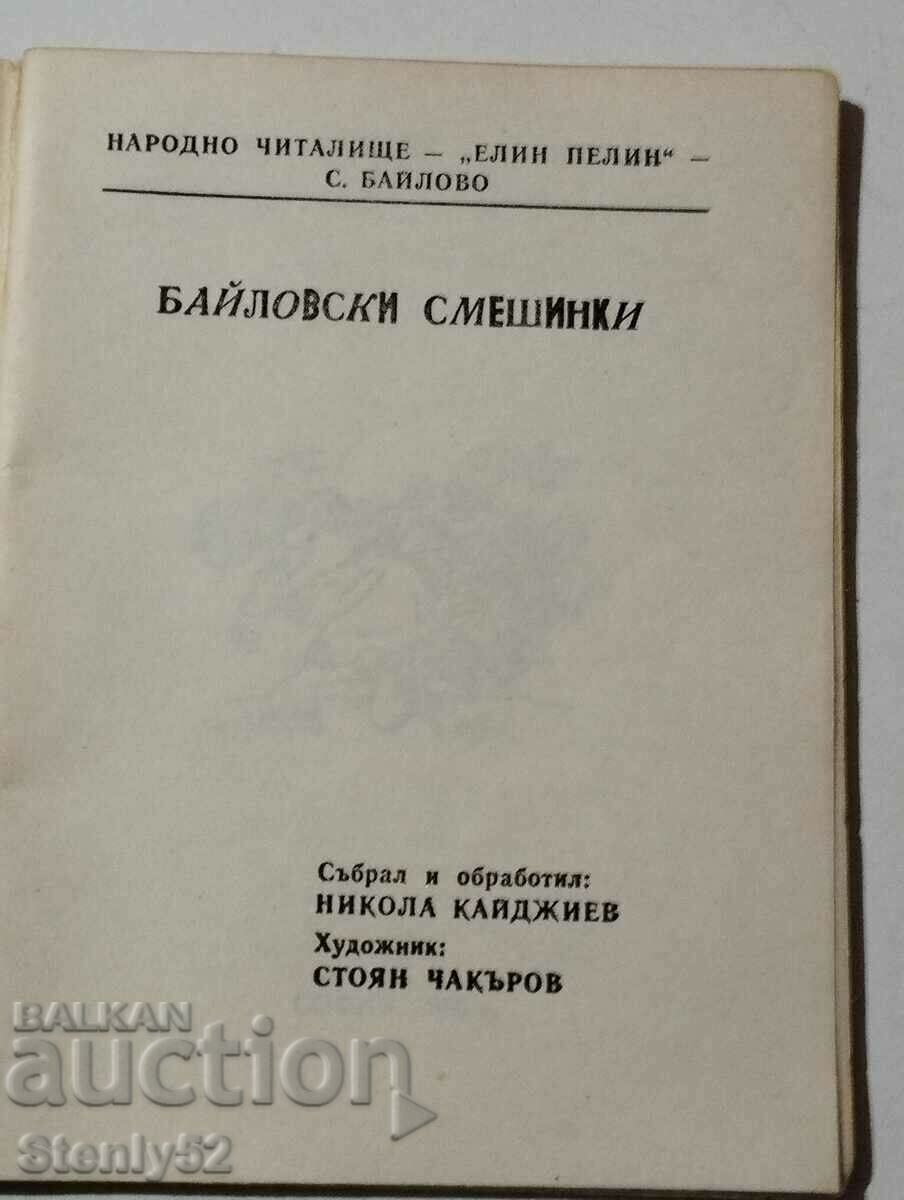 НАРОДНО ЧИТАЛИЩЕ — „ЕЛИН ПЕЛИН“ —
С. БАЙЛОВО
БАЙЛОВСКИ СМЕШИНКИ
Събрал и обработил:
НИКОЛА КАЙДЖИЕВ
Художник:
СТОЯН ЧАКЪРОВ
BALKAN
auction
Stenly52